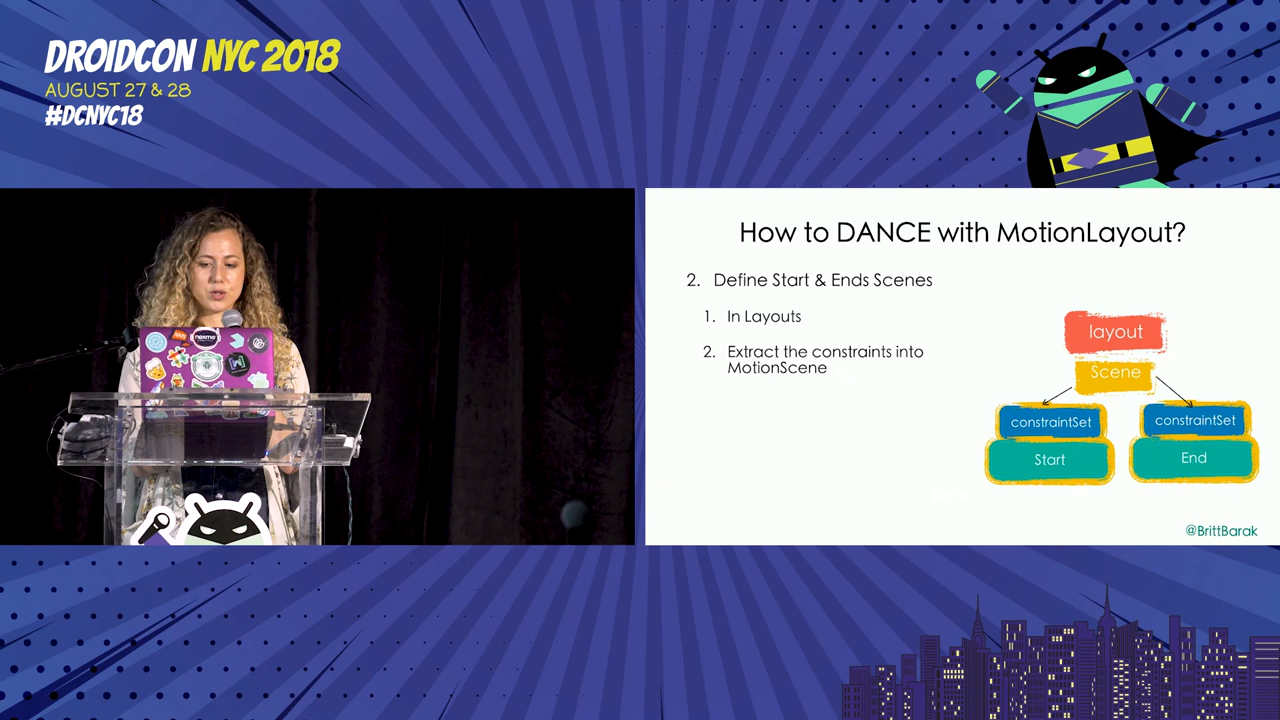 DROIDCON NYC 2018
AUGUST 27 & 28
#DCNYC18
How to DANCE with MotionLayout?
2. Define Start & Ends Scenes
1. In Layouts
2. Extract the constraints into
MotionScene
layout
Scene
constraintSet
constraintSet
Start
End
@BrittBarak
nexmo